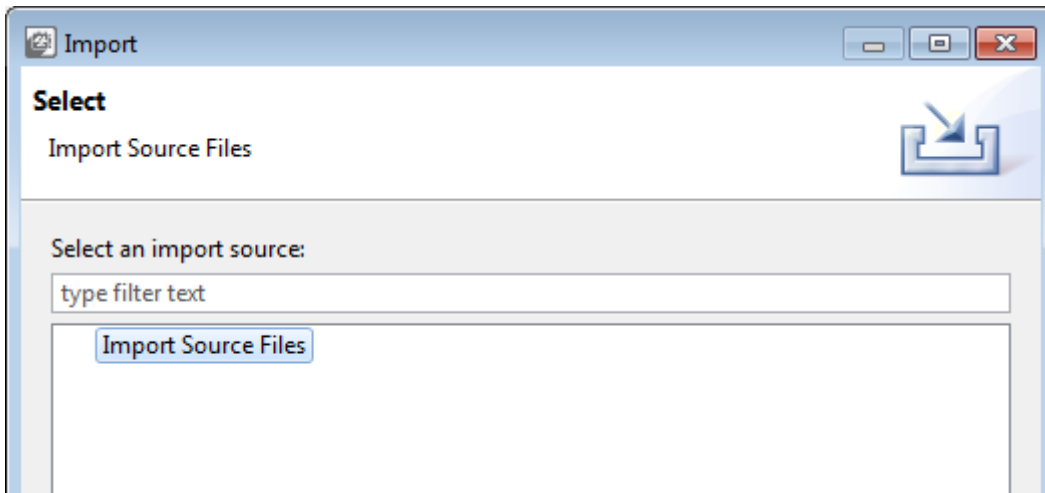 Import
Select
Import Source Files
Select an import source:
type filter text
Import Source Files